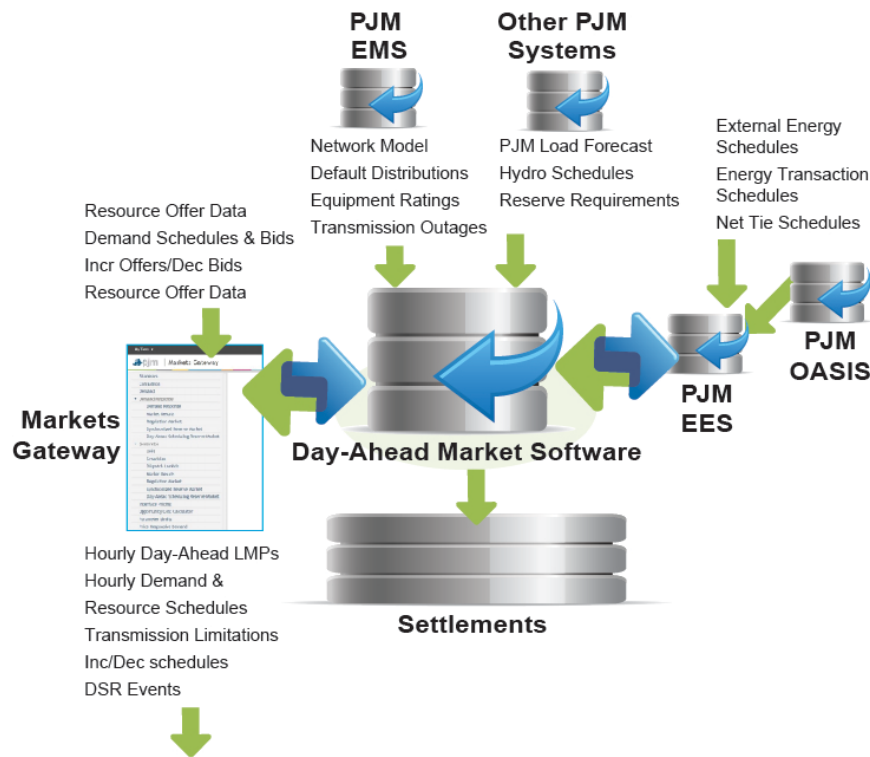 PJM
EMS
Other PJM
Systems
Network Model
Default Distributions
Equipment Ratings
Transmission Outages
PJM Load Forecast
Hydro Schedules
Reserve Requirements
External Energy
Schedules
Energy Transaction
Schedules
Net Tie Schedules
Resource Offer Data
Demand Schedules & Bids
Incr Offers/Dec Bids
Resource Offer Data
pjm Markets Gateway
Markets
Gateway
Day-Ahead Market Software
PJM
EES
PJM
OASIS
Settlements
Hourly Day-Ahead LMPs
Hourly Demand &
Resource Schedules
Transmission Limitations
Inc/Dec schedules
DSR Events